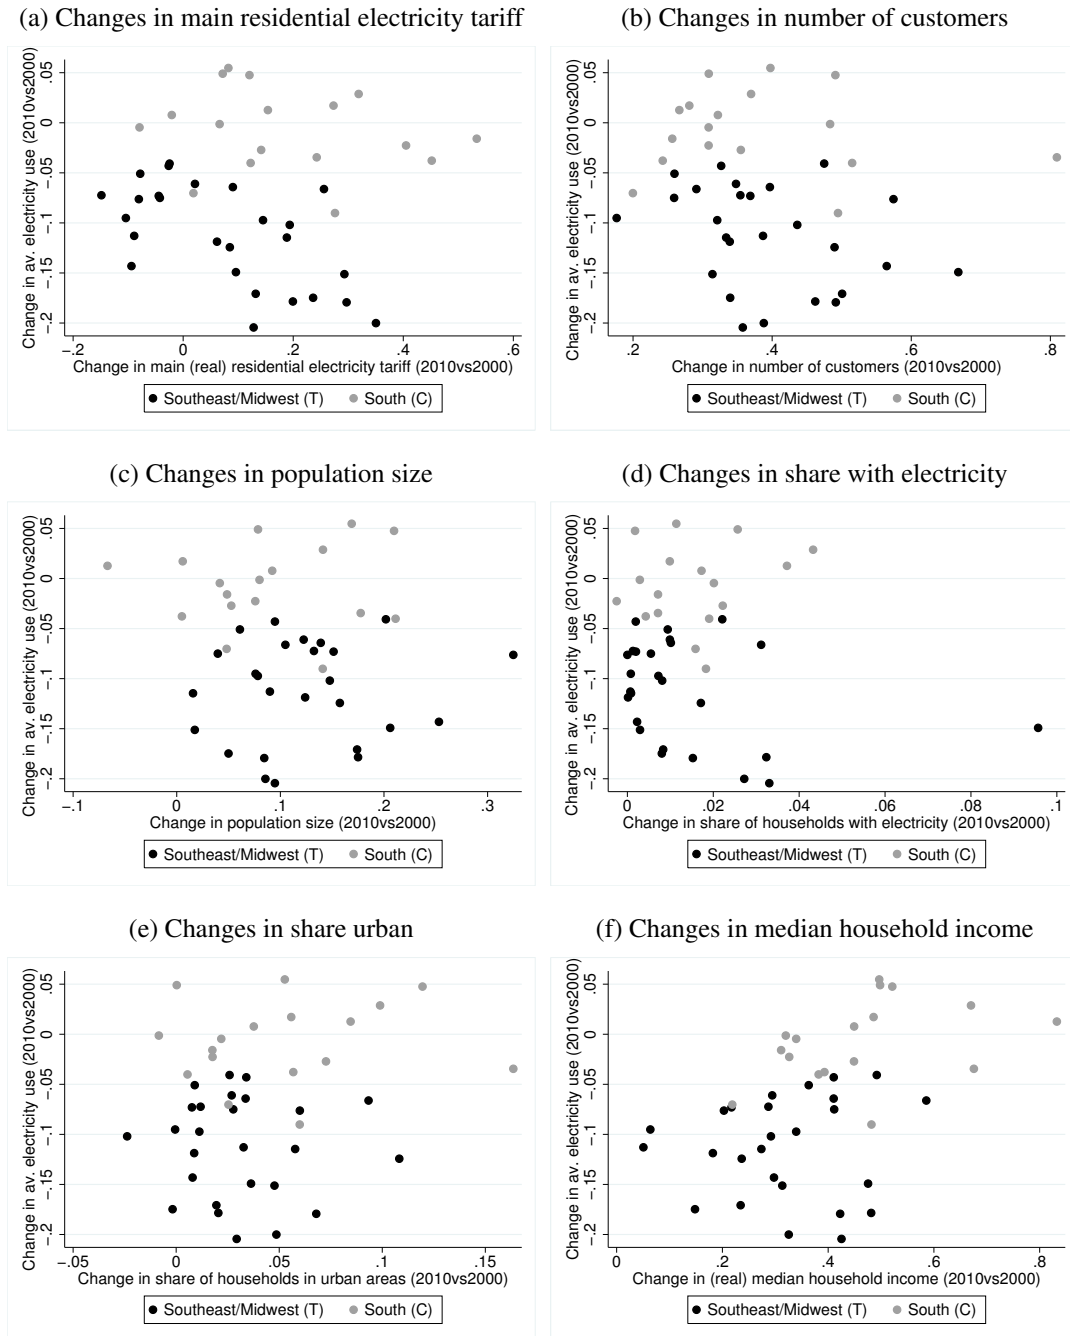 (a) Changes in main residential electricity tariff
Change in av. electricity use (2010vs2000)
.05
0
−.05
−.1
−.15
−.2
−.2 0 .2 .4 .6
Change in main (real) residential electricity tariff (2010vs2000)
Southeast/Midwest (T) South (C)
(b) Changes in number of customers
Change in av. electricity use (2010vs2000)
.05
0
−.05
−.1
−.15
−.2
.2 .4 .6 .8
Change in number of customers (2010vs2000)
Southeast/Midwest (T) South (C)
(c) Changes in population size
Change in av. electricity use (2010vs2000)
.05
0
−.05
−.1
−.15
−.2
−.1 0 .1 .2 .3
Change in population size (2010vs2000)
Southeast/Midwest (T) South (C)
(d) Changes in share with electricity
Change in av. electricity use (2010vs2000)
.05
0
−.05
−.1
−.15
−.2
0 .02 .04 .06 .08 .1
Change in share of households with electricity (2010vs2000)
Southeast/Midwest (T) South (C)
(e) Changes in share urban
Change in av. electricity use (2010vs2000)
.05
0
−.05
−.1
−.15
−.2
−.05 0 .05 .1 .15
Change in share of households in urban areas (2010vs2000)
Southeast/Midwest (T) South (C)
(f) Changes in median household income
Change in av. electricity use (2010vs2000)
.05
0
−.05
−.1
−.15
−.2
0 .2 .4 .6 .8
Change in (real) median household income (2010vs2000)
Southeast/Midwest (T) South (C)